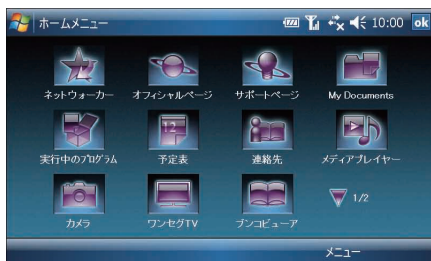 ホームメニュー 10:00 ok
ネットウォーカー オフィシャルページ サポートページ My Documents
12
実行中のプログラム 予定表 連絡先 メディアプレイヤー
カメラ ワンセグTV ブンコビューア 1/2
メニュー